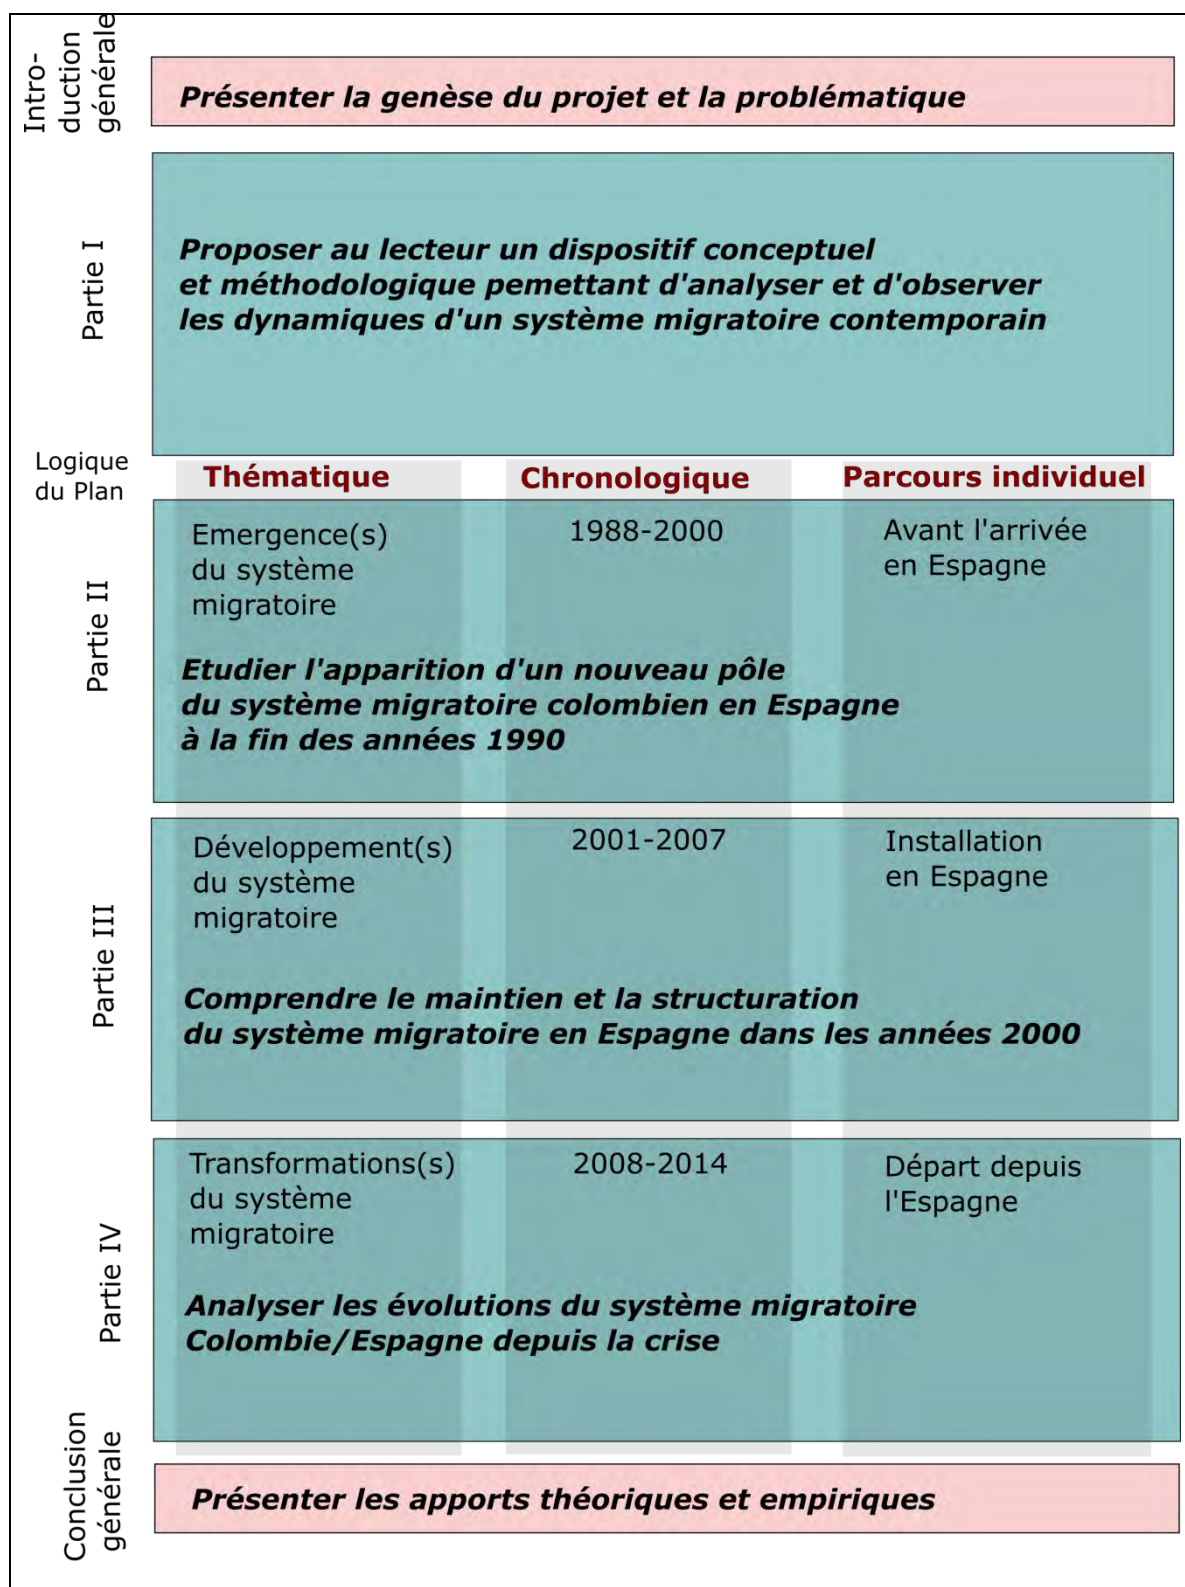 Intro-
duction
générale
Présenter la genèse du projet et la problématique
Partie I
Proposer au lecteur un dispositif conceptuel
et méthodologique pemettant d'analyser et d'observer
les dynamiques d'un système migratoire contemporain
Logique
du Plan
Thématique
Chronologique
Parcours individuel
Partie II
Emergence(s)
du système
migratoire
1988-2000
Avant l'arrivée
en Espagne
Etudier l'apparition d'un nouveau pôle
du système migratoire colombien en Espagne
à la fin des années 1990
Partie III
Développement(s)
du système
migratoire
2001-2007
Installation
en Espagne
Comprendre le maintien et la structuration
du système migratoire en Espagne dans les années 2000
Partie IV
Transformations(s)
du système
migratoire
2008-2014
Départ depuis
l'Espagne
Analyser les évolutions du système migratoire
Colombie/Espagne depuis la crise
Conclusion
générale
Présenter les apports théoriques et empiriques